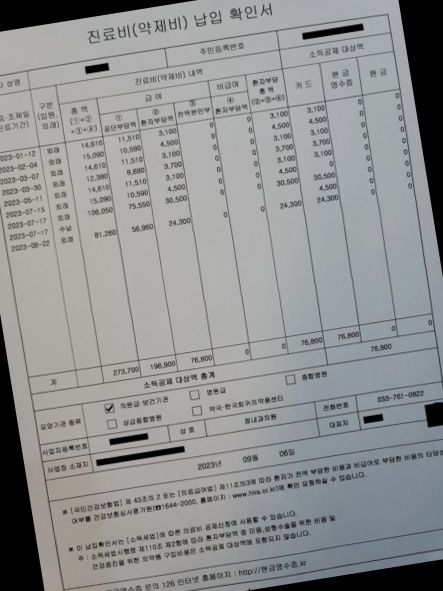 진료비(약제비) 납입 확인서
성명
주민등록번호
진료비(약제비) 내역
소득공제 대상액
구분
(입원,
외래)
총 액
(①+②
+③+④)
급 여
①
공단부담액
②
환자부담액
③
전액본인부
비급여
④
환자부담액
환자부담
총 액
(②+③+④)
카 드
현 금
영수증
현 금
2023-01-12 외래 14,610 11,510 3,100 0 0 3,100 3,100 0 0
2023-02-04 외래 15,090 10,590 4,500 0 0 4,500 4,500 0 0
2023-03-07 외래 14,610 11,510 3,100 0 0 3,100 3,100 0 0
2023-03-30 외래 12,380 8,680 3,700 0 0 3,700 3,700 0 0
2023-05-11 외래 14,610 11,510 3,100 0 0 3,100 3,100 0 0
2023-07-15 외래 15,090 10,590 4,500 0 0 4,500 4,500 0 0
2023-07-17 외래 106,050 75,550 30,500 0 0 30,500 30,500 0 0
2023-07-17 수납
2023-08-22 외래 81,260 56,960 24,300 0 0 24,300 24,300 0 0
계 273,700 196,900 76,800 0 0 76,800 76,800 0 0
소득공제 대상액 총계 76,800
요양기관 종류
의원급·보건기관
병원급
종합병원
상급종합병원
약국·한국희귀의약품센터
사업자등록번호
상 호
정내과의원
전화번호
033-761-0822
사업장 소재지
대표자
2023년 09월 06일
※ [국민건강보험법] 제 43조의 2 또는 [의료급여법] 제11조의3에 따라 환자가 전액 부담한 비용과 비급여로 부담한 비용의 타당성
여부를 건강보험심사평가원(☎1644-2000, 홈페이지 : www.hira.or.kr)에 확인 요청하실 수 있습니다.
※ 이 납입확인서는 [소득세법]에 따른 의료비 공제신청에 사용할 수 있습니다.
주 : 소득세법시행령 제110조 제2항에 따라 환자부담액 등 미용,성형수술을 위한 비용 및
건강증진을 위한 의약품 구입비용은 소득공제 대상액에 포함되지 않습니다.
현금영수증 문의 126 인터넷 홈페이지 : http://현금영수증.kr